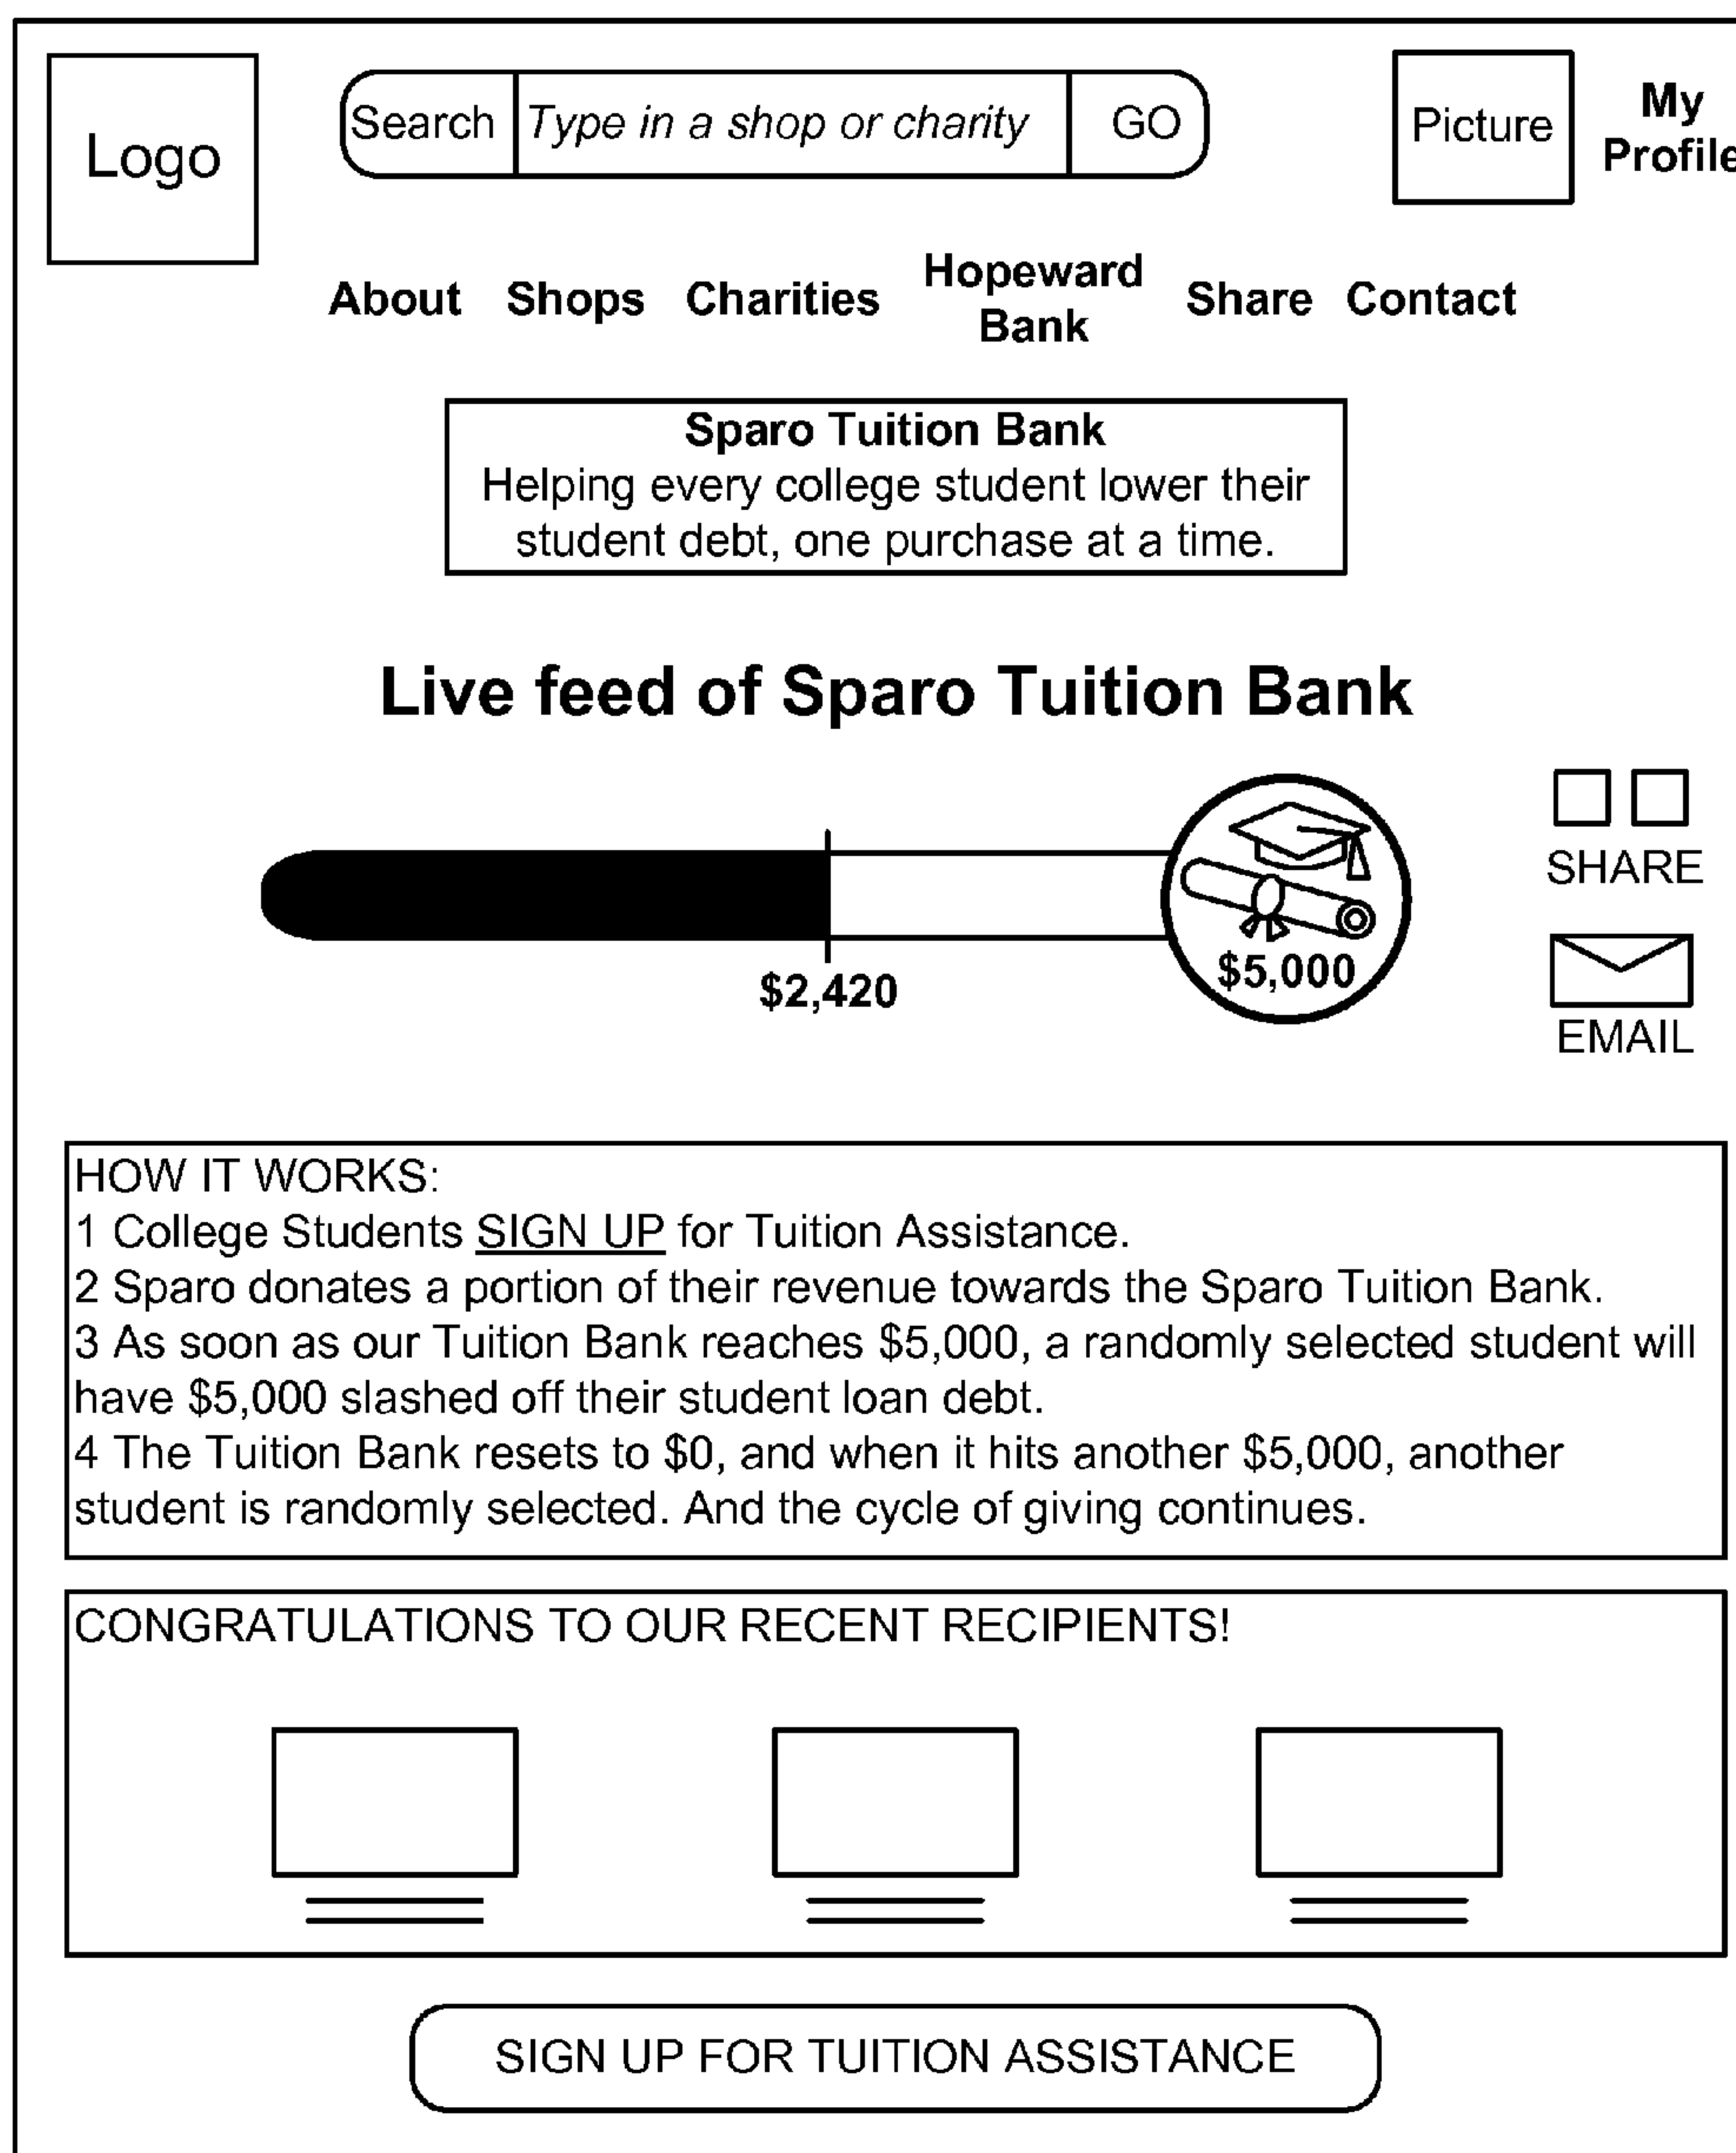 Logo
Search Type in a shop or charity GO
Picture
My
Profile
About Shops Charities Hopeward Bank Share Contact
Sparo Tuition Bank
Helping every college student lower their
student debt, one purchase at a time.
Live feed of Sparo Tuition Bank
$2,420
$5,000
SHARE
EMAIL
HOW IT WORKS:
1 College Students SIGN UP for Tuition Assistance.
2 Sparo donates a portion of their revenue towards the Sparo Tuition Bank.
3 As soon as our Tuition Bank reaches $5,000, a randomly selected student will
have $5,000 slashed off their student loan debt.
4 The Tuition Bank resets to $0, and when it hits another $5,000, another
student is randomly selected. And the cycle of giving continues.
CONGRATULATIONS TO OUR RECENT RECIPIENTS!
SIGN UP FOR TUITION ASSISTANCE